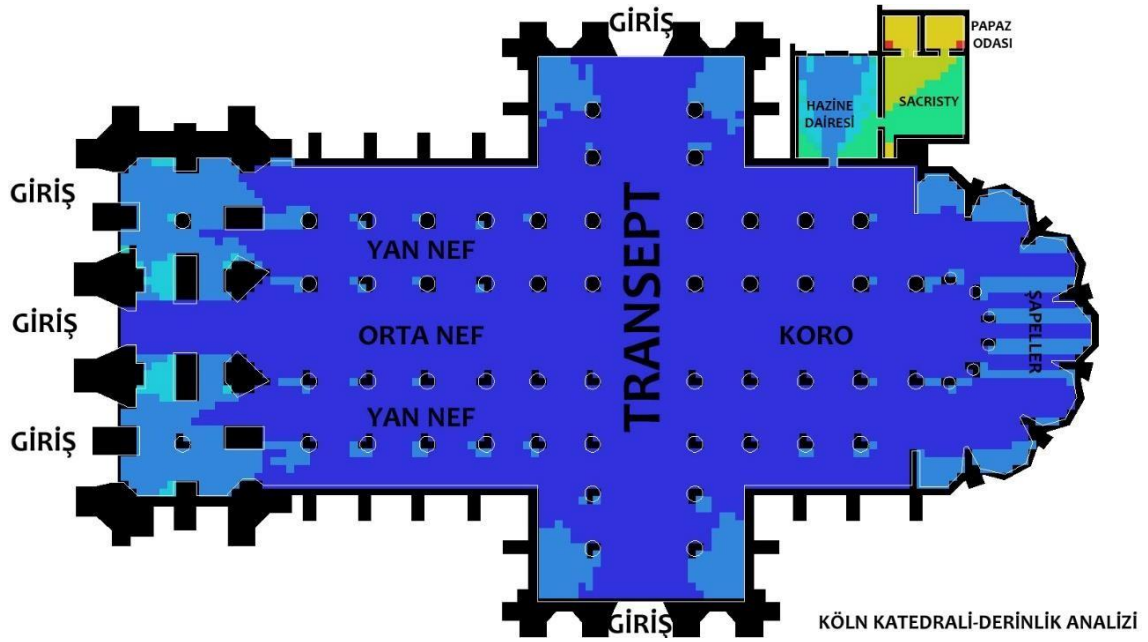 GİRİŞ
PAPAZ
ODASI
HAZİNE
DAİRESİ
SACRISTY
GİRİŞ
YAN NEF
TRANSEPT
GİRİŞ
ORTA NEF
KORO
ŞAPELLER
YAN NEF
GİRİŞ
GİRİŞ
KÖLN KATEDRALİ-DERİNLİK ANALİZİ